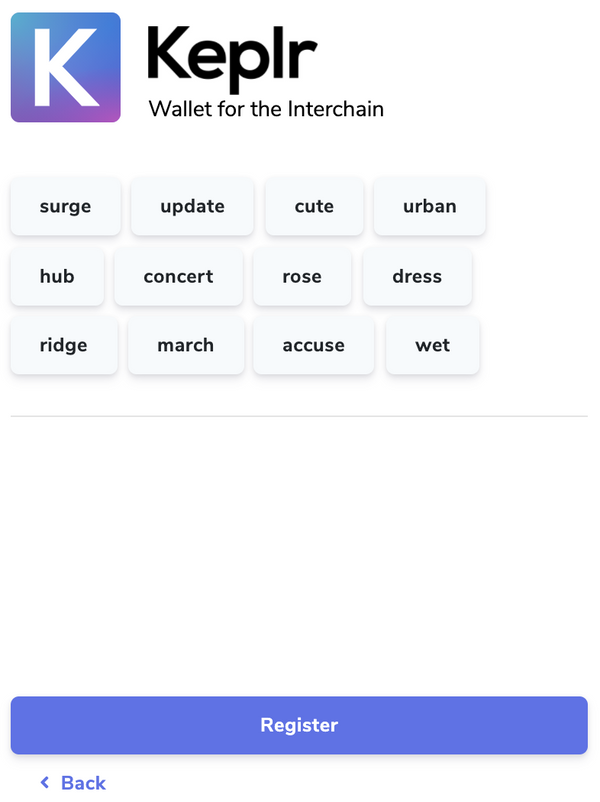 K Keplr
Wallet for the Interchain
surge update cute urban
hub concert rose dress
ridge march accuse wet
Register
Back